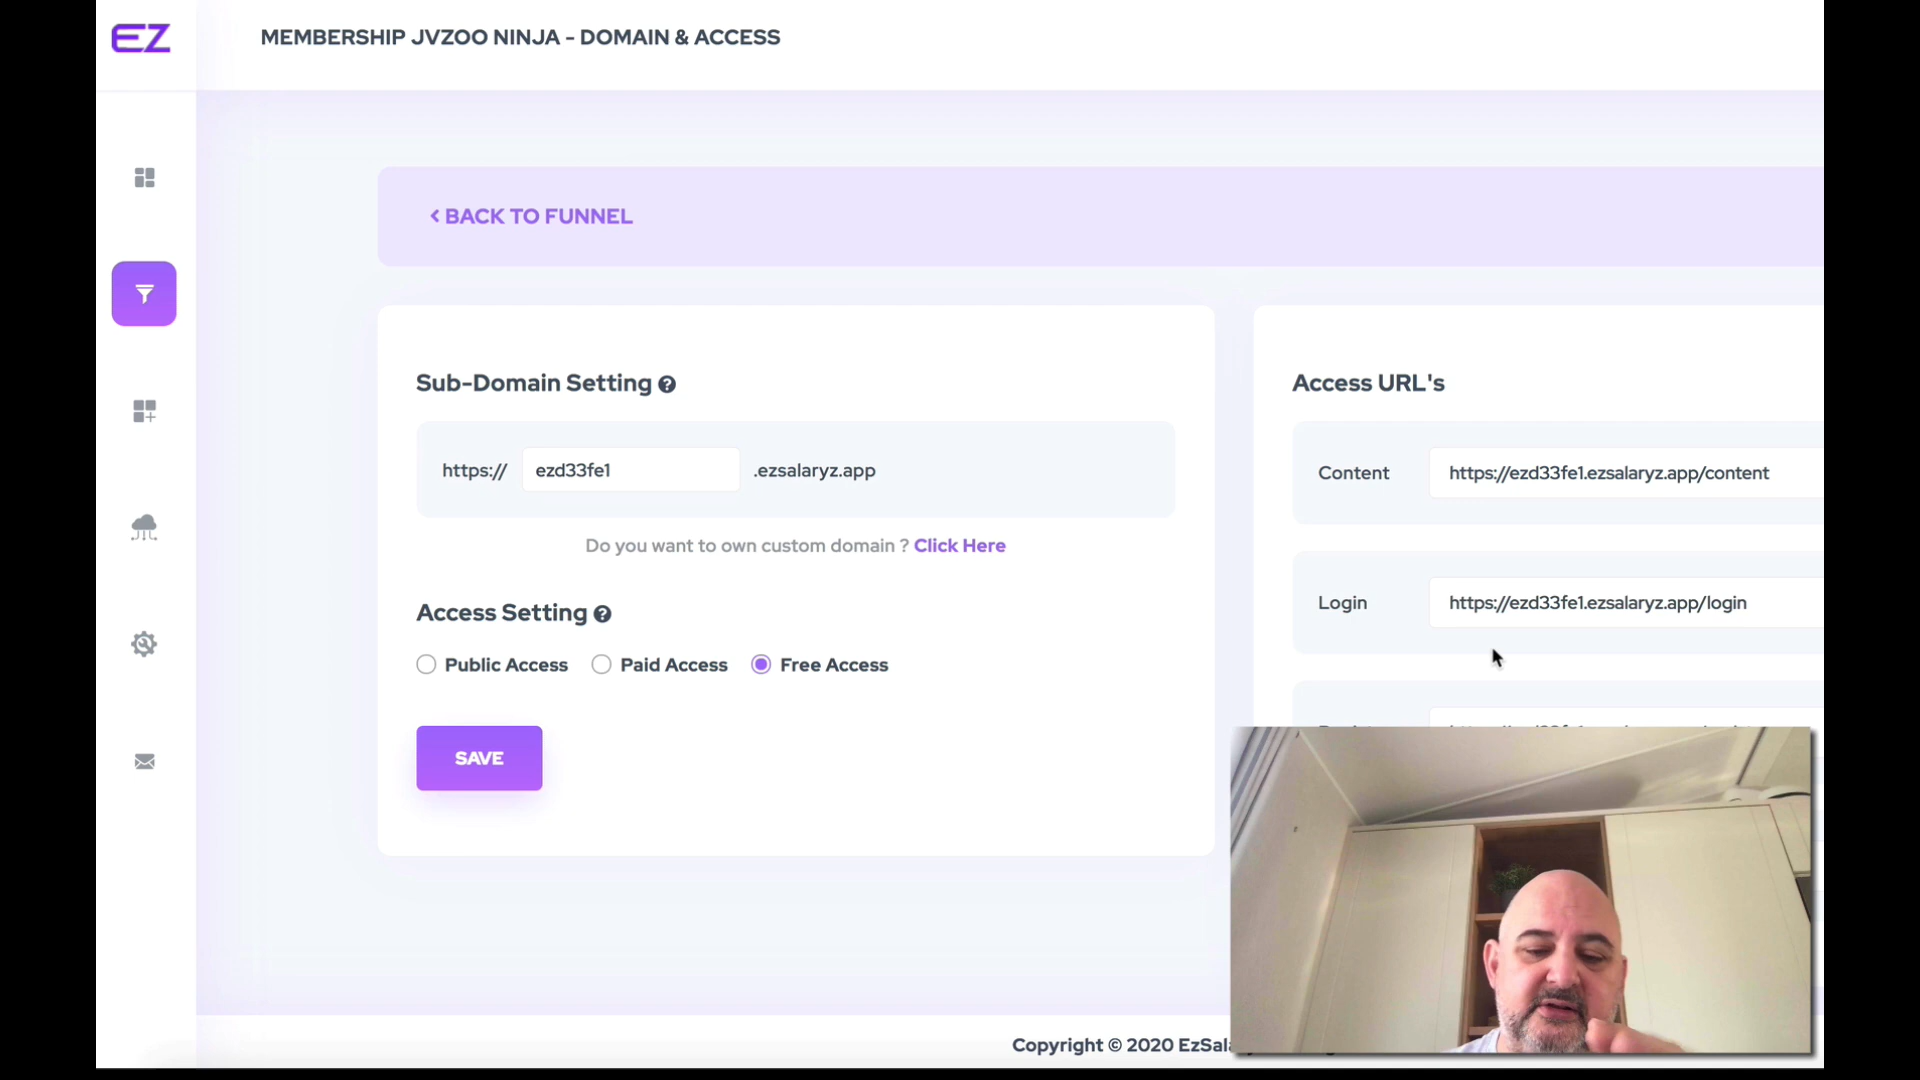 EZ
MEMBERSHIP JVZOO NINJA - DOMAIN & ACCESS
< BACK TO FUNNEL
Sub-Domain Setting ?
https:// ezd33fe1 .ezsalaryz.app
Do you want to own custom domain ? Click Here
Access Setting ?
Public Access Paid Access Free Access
SAVE
Access URL's
Content https://ezd33fe1.ezsalaryz.app/content
Login https://ezd33fe1.ezsalaryz.app/login
Copyright © 2020